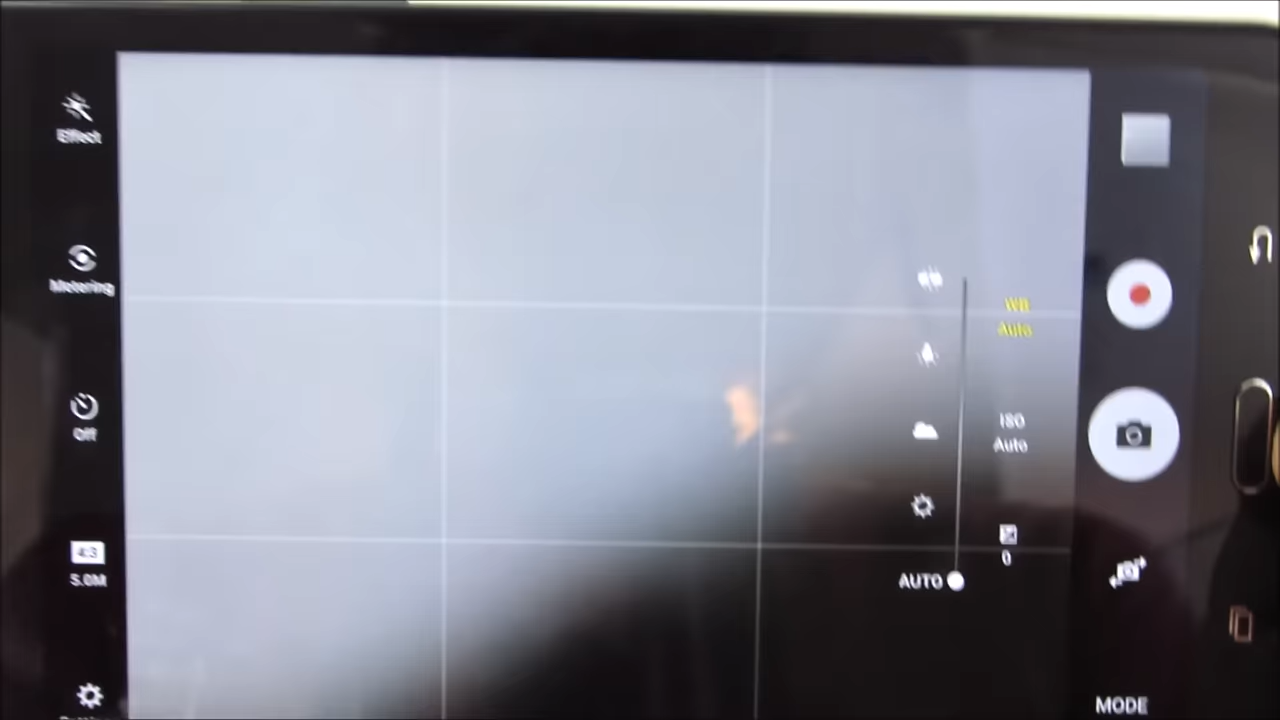 Effect
Metering
Off
4:3
5.0M
WB
Auto
ISO
Auto
0
AUTO
MODE